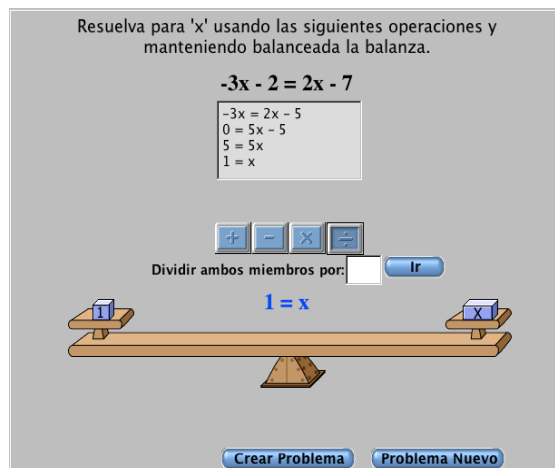 Resuelva para 'x' usando las siguientes operaciones y
manteniendo balanceada la balanza.
-3x - 2 = 2x - 7
-3x = 2x - 5
0 = 5x - 5
5 = 5x
1 = x
+ - × ÷
Dividir ambos miembros por: Ir
1 = x
1 X
Crear Problema Problema Nuevo